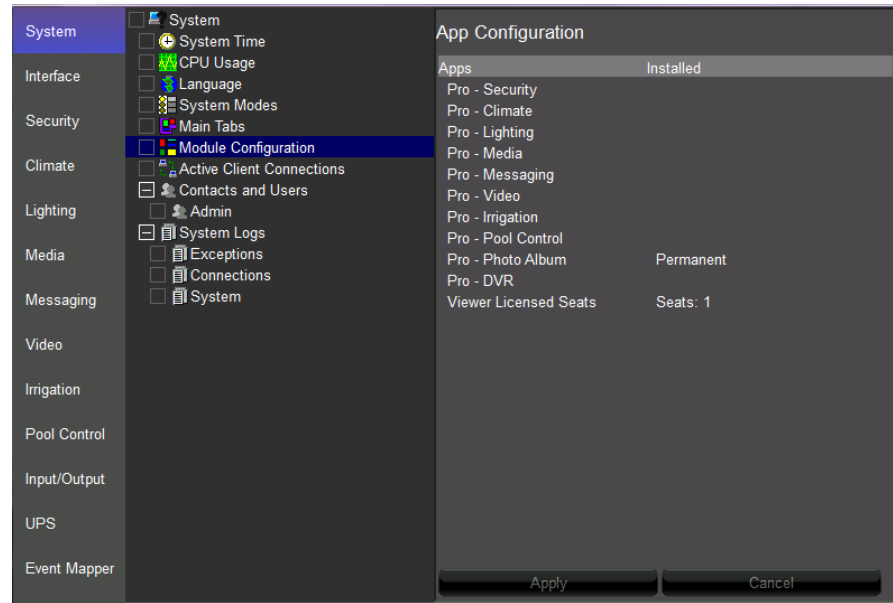 System
Interface
Security
Climate
Lighting
Media
Messaging
Video
Irrigation
Pool Control
Input/Output
UPS
Event Mapper
System
System Time
CPU Usage
Language
System Modes
Main Tabs
Module Configuration
Active Client Connections
Contacts and Users
Admin
System Logs
Exceptions
Connections
System
App Configuration
Apps Installed
Pro - Security
Pro - Climate
Pro - Lighting
Pro - Media
Pro - Messaging
Pro - Video
Pro - Irrigation
Pro - Pool Control
Pro - Photo Album Permanent
Pro - DVR
Viewer Licensed Seats Seats: 1
Apply Cancel